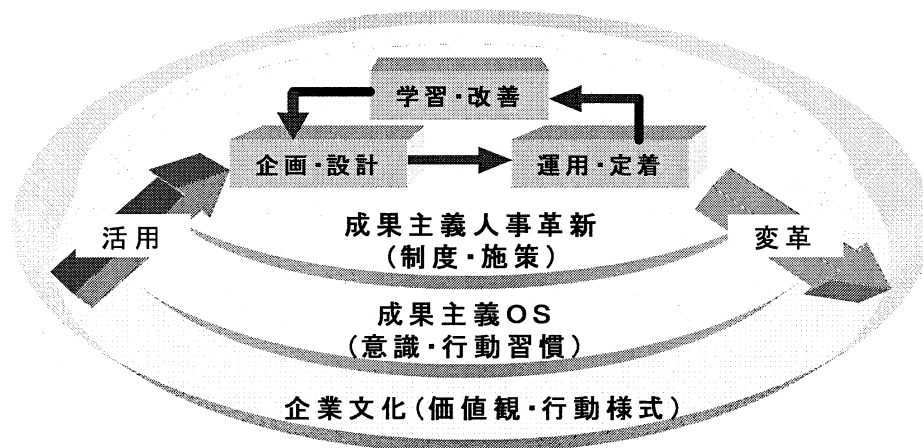 学習・改善
企画・設計
運用・定着
活用
変革
成果主義人事革新
(制度・施策)
成果主義OS
(意識・行動習慣)
企業文化(価値観・行動様式)